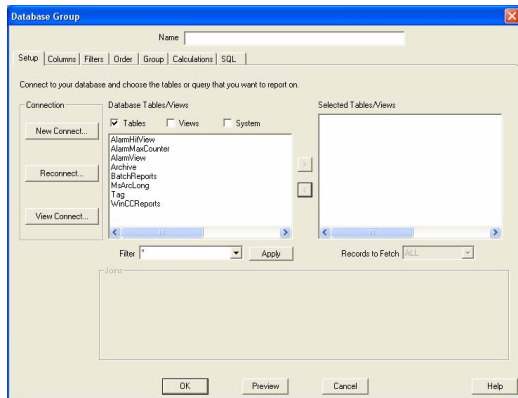 Database Group
Name
Setup Columns Filters Order Group Calculations SQL
Connect to your database and choose the tables or query that you want to report on.
Connection
New Connect...
Reconnect...
View Connect...
Database Tables/Views
Tables Views System
AlarmHitView
AlarmMaxCounter
AlarmView
Archive
BatchReports
MsArcLong
Tag
WinCCReports
Filter * Apply
Selected Tables/Views
> 
<
Records to Fetch ALL
Joins
OK Preview Cancel Help